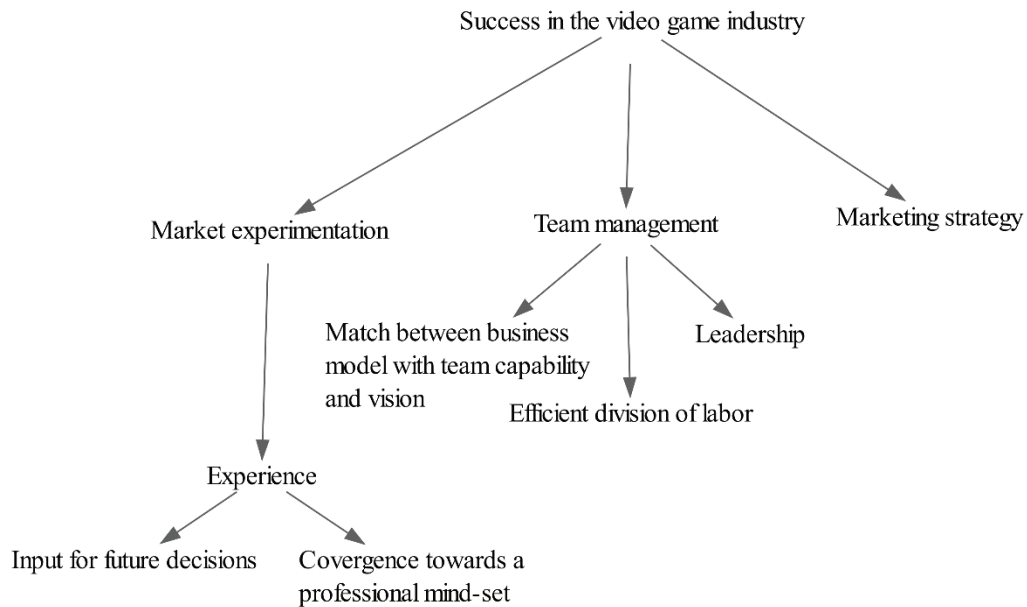 Success in the video game industry
Market experimentation
Team management
Marketing strategy
Match between business
model with team capability
and vision
Leadership
Efficient division of labor
Experience
Input for future decisions
Covergence towards a
professional mind-set